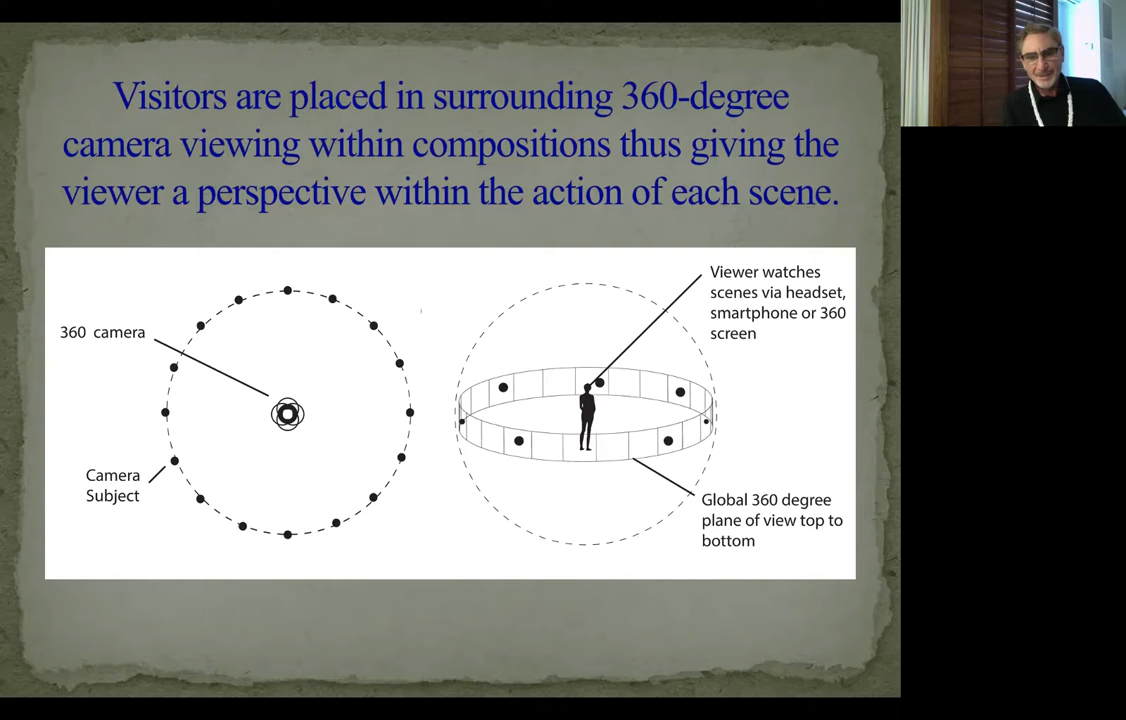 Visitors are placed in surrounding 360-degree
camera viewing within compositions thus giving the
viewer a perspective within the action of each scene.
360 camera
Camera
Subject
Viewer watches
scenes via headset,
smartphone or 360
screen
Global 360 degree
plane of view top to
bottom